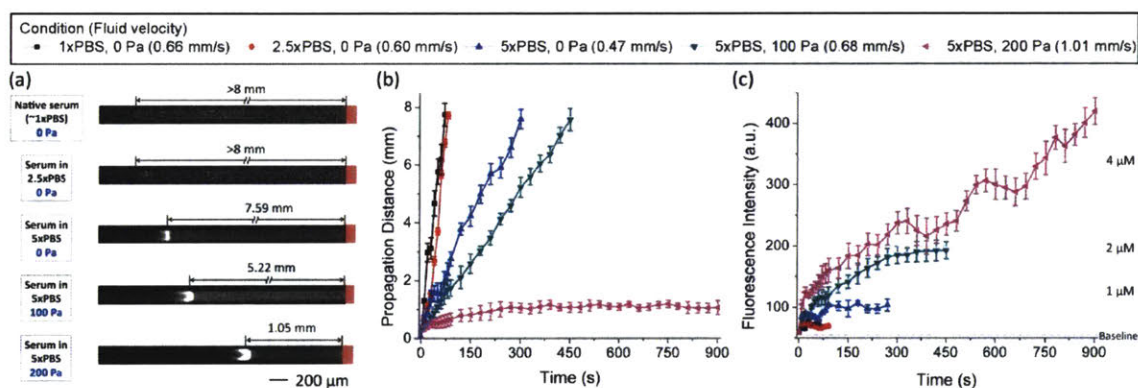 Condition (Fluid velocity)
1xPBS, 0 Pa (0.66 mm/s) 2.5xPBS, 0 Pa (0.60 mm/s) 5xPBS, 0 Pa (0.47 mm/s) 5xPBS, 100 Pa (0.68 mm/s) 5xPBS, 200 Pa (1.01 mm/s)
(a)
Native serum
(~1xPBS)
0 Pa
>8 mm
Serum in
2.5xPBS
0 Pa
>8 mm
Serum in
5xPBS
0 Pa
7.59 mm
Serum in
5xPBS
100 Pa
5.22 mm
Serum in
5xPBS
200 Pa
1.05 mm
200 µm
(b)
Propagation Distance (mm)
8
6
4
2
0
0 150 300 450 600 750 900
Time (s)
(c)
Fluorescence Intensity (a.u.)
400
300
200
100
0 150 300 450 600 750 900
Time (s)
4 µM
2 µM
1 µM
Baseline